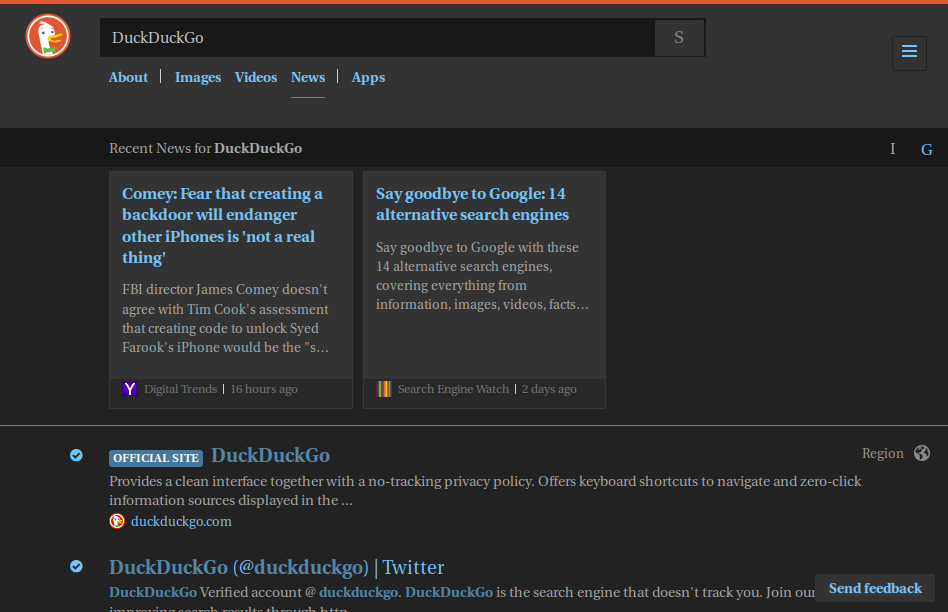 DuckDuckGo S
About | Images Videos News | Apps
Recent News for DuckDuckGo I G
Comey: Fear that creating a
backdoor will endanger
other iPhones is 'not a real
thing'
FBI director James Comey doesn't
agree with Tim Cook's assessment
that creating code to unlock Syed
Farook's iPhone would be the "s...
Y Digital Trends | 16 hours ago
Say goodbye to Google: 14
alternative search engines
Say goodbye to Google with these
14 alternative search engines,
covering everything from
information, images, videos, facts...
Search Engine Watch | 2 days ago
OFFICIAL SITE DuckDuckGo
Region
Provides a clean interface together with a no-tracking privacy policy. Offers keyboard shortcuts to navigate and zero-click
information sources displayed in the ...
duckduckgo.com
DuckDuckGo (@duckduckgo) | Twitter
DuckDuckGo Verified account @duckduckgo. DuckDuckGo is the search engine that doesn't track you. Join our
improving search results through http
Send feedback